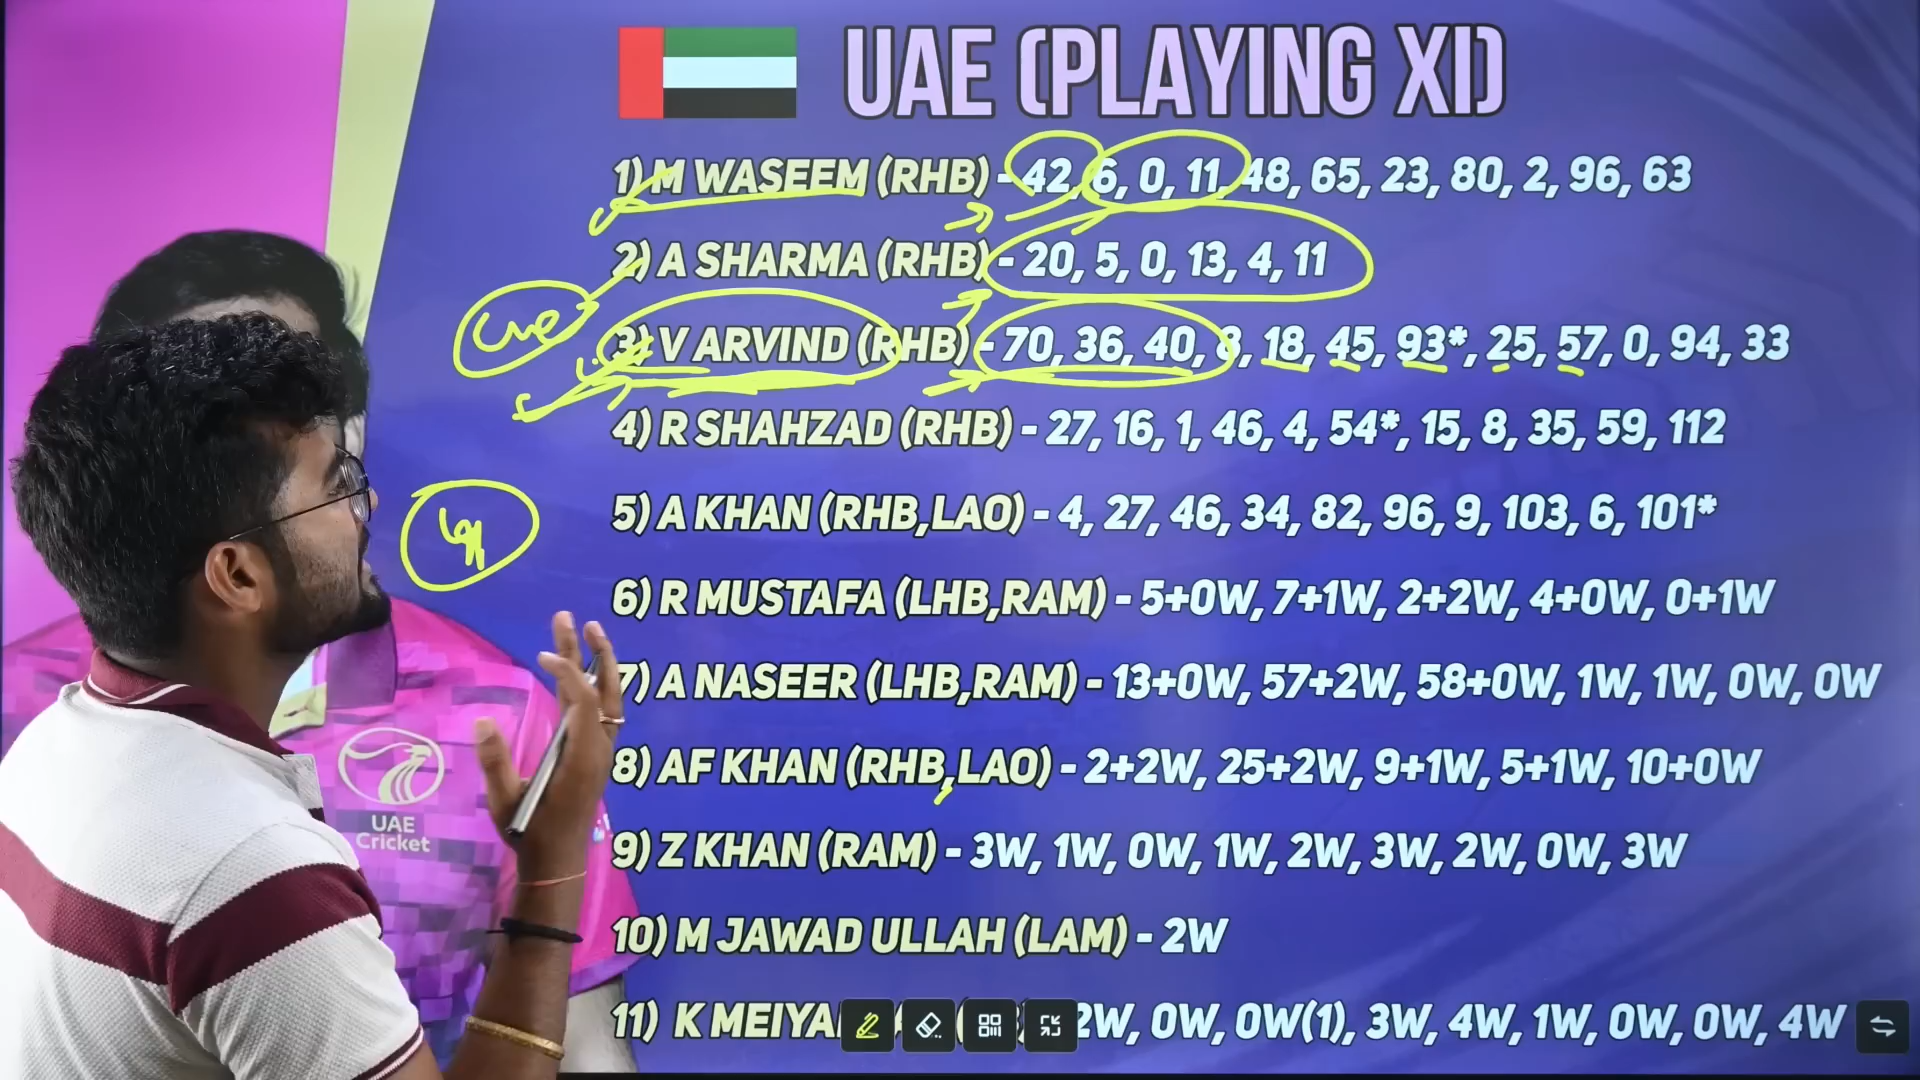 UAE (PLAYING XI)
1) M WASEEM (RHB) - 42, 6, 0, 11, 48, 65, 23, 80, 2, 96, 63
2) A SHARMA (RHB) - 20, 5, 0, 13, 4, 11
3) V ARVIND (RHB) - 70, 36, 40, 8, 18, 45, 93*, 25, 57, 0, 94, 33
4) R SHAHZAD (RHB) - 27, 16, 1, 46, 4, 54*, 15, 8, 35, 59, 112
5) A KHAN (RHB,LAO) - 4, 27, 46, 34, 82, 96, 9, 103, 6, 101*
6) R MUSTAFA (LHB,RAM) - 5+0W, 7+1W, 2+2W, 4+0W, 0+1W
7) A NASEER (LHB,RAM) - 13+0W, 57+2W, 58+0W, 1W, 1W, 0W, 0W
8) AF KHAN (RHB,LAO) - 2+2W, 25+2W, 9+1W, 5+1W, 10+0W
9) Z KHAN (RAM) - 3W, 1W, 0W, 1W, 2W, 3W, 2W, 0W, 3W
10) M JAWAD ULLAH (LAM) - 2W
11) K 2W, 0W, 0W(1), 3W, 4W, 1W, 0W, 0W, 4W
UAE
Cricket